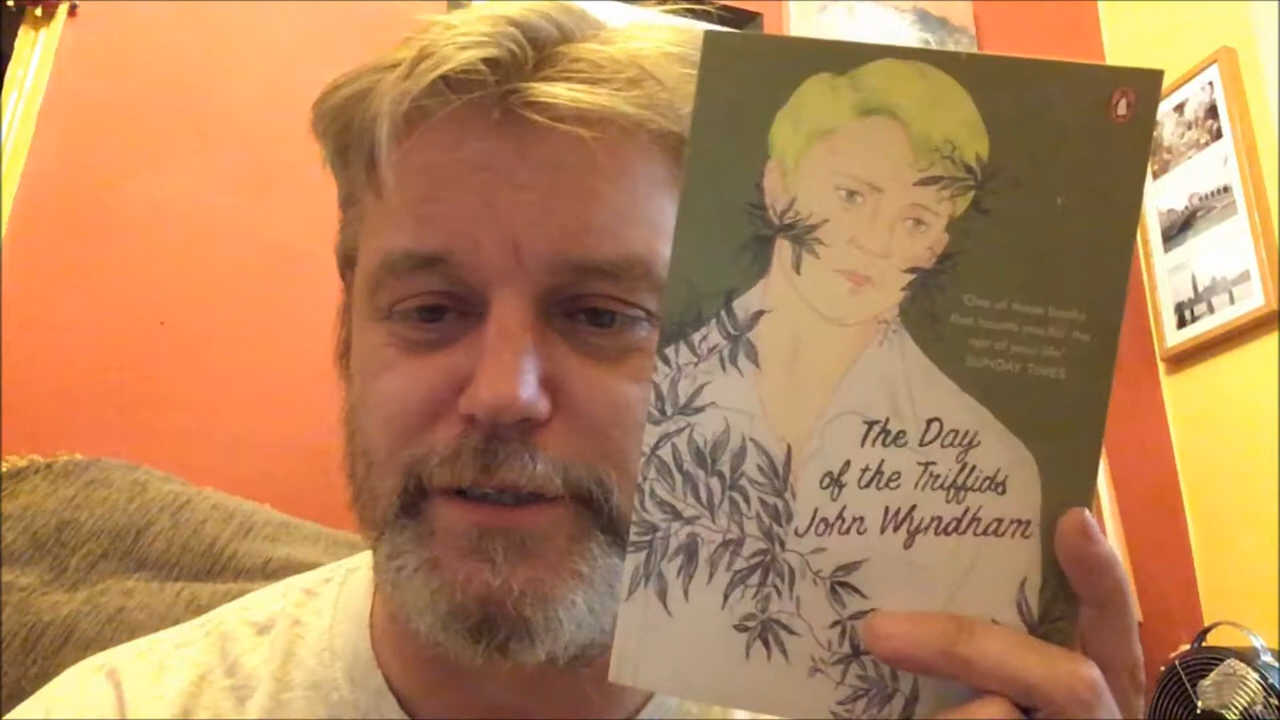 'One of those books
that haunts you for the
rest of your life'
SUNDAY TIMES
The Day
of the Triffids
John Wyndham